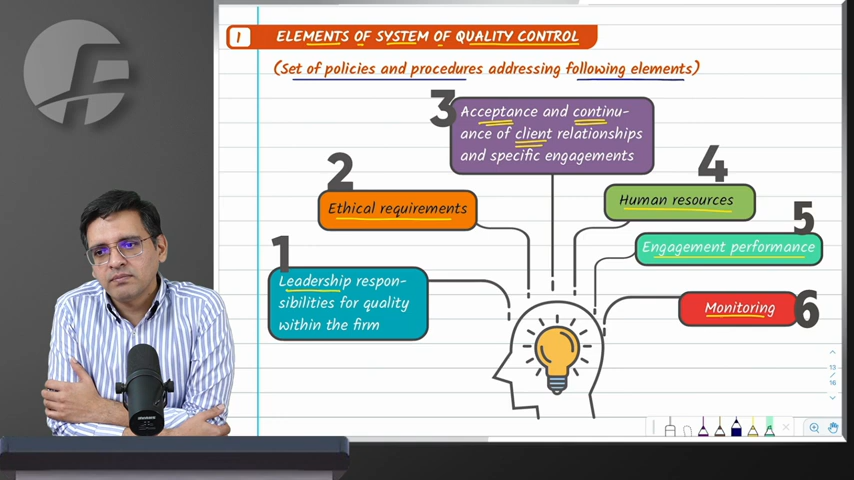 1 ELEMENTS OF SYSTEM OF QUALITY CONTROL
(Set of policies and procedures addressing following elements)
1
Leadership respon-
sibilities for quality
within the firm
2
Ethical requirements
3
Acceptance and continu-
ance of client relationships
and specific engagements
4
Human resources
5
Engagement performance
6
Monitoring
13
/
16